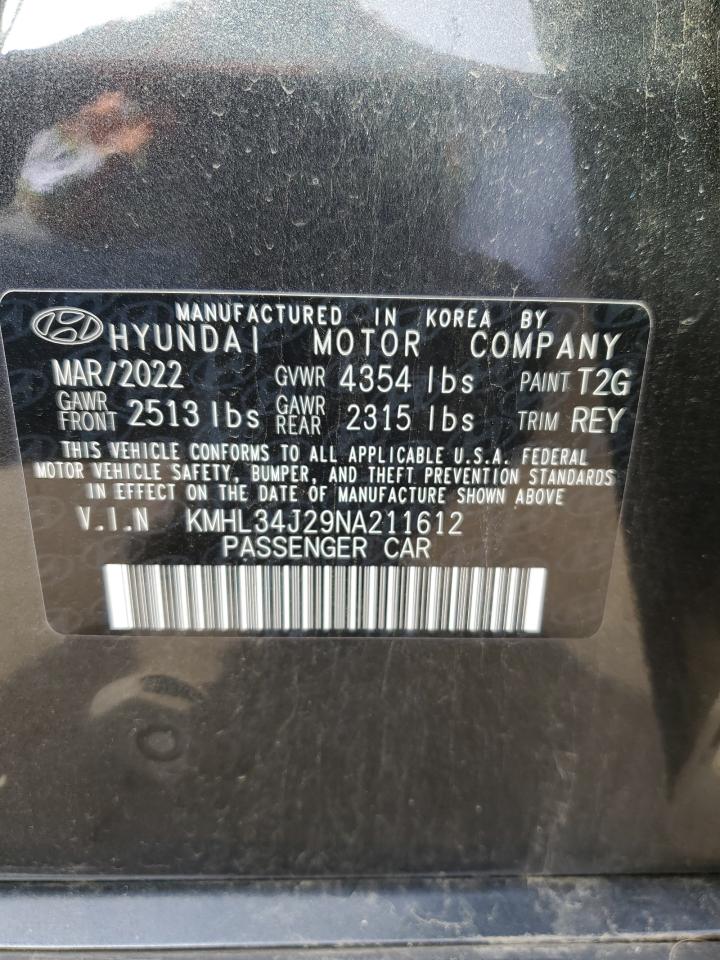 MANUFACTURED IN KOREA BY
HYUNDAI MOTOR COMPANY
MAR/2022 GVWR 4354 lbs PAINT T2G
GAWR FRONT 2513 lbs GAWR REAR 2315 lbs TRIM REY
THIS VEHICLE CONFORMS TO ALL APPLICABLE U.S.A. FEDERAL
MOTOR VEHICLE SAFETY, BUMPER, AND THEFT PREVENTION STANDARDS
IN EFFECT ON THE DATE OF MANUFACTURE SHOWN ABOVE
V.I.N KMHL34J29NA211612
PASSENGER CAR